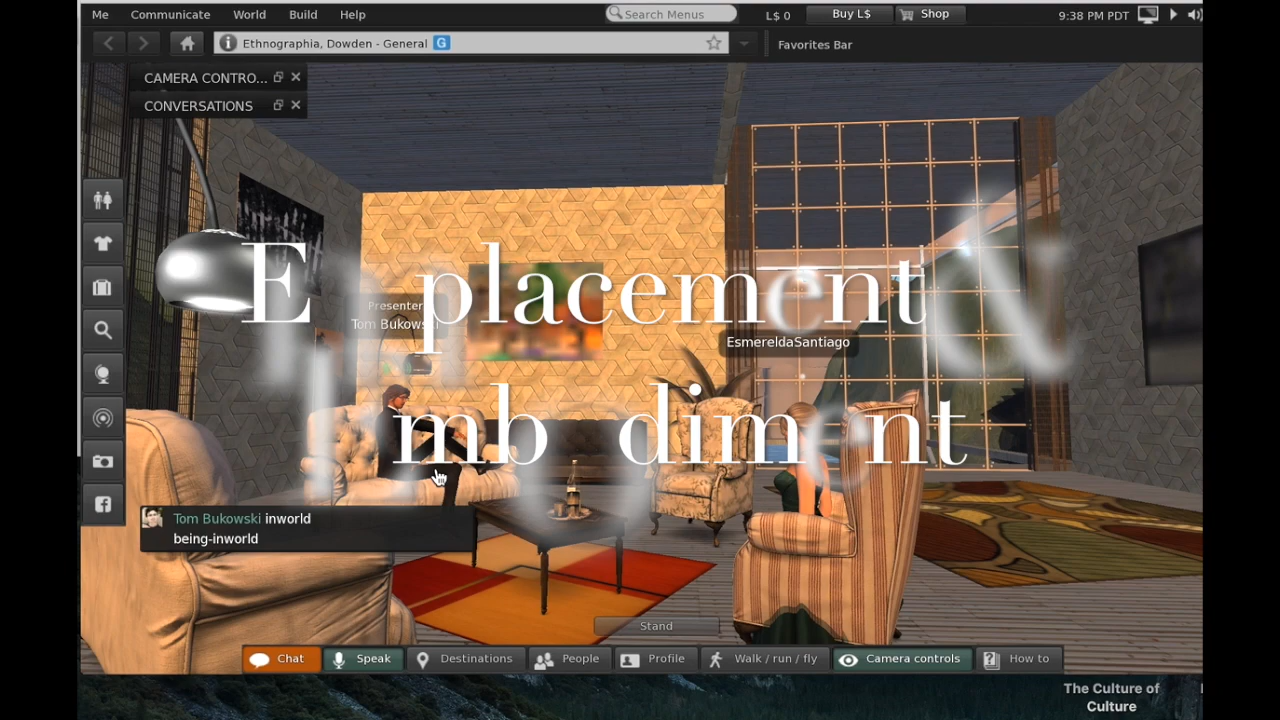 Me Communicate World Build Help Search Menus L$ 0 Buy L$ Shop 9:38 PM PDT
Ethnographia, Dowden - General G Favorites Bar
CAMERA CONTRO...
CONVERSATIONS
E placement
Presenter
Tom Bukowski
EsmereldaSantiago
mb diment
Tom Bukowski inworld
being-inworld
Stand
Chat Speak Destinations People Profile Walk / run / fly Camera controls How to
The Culture of
Culture